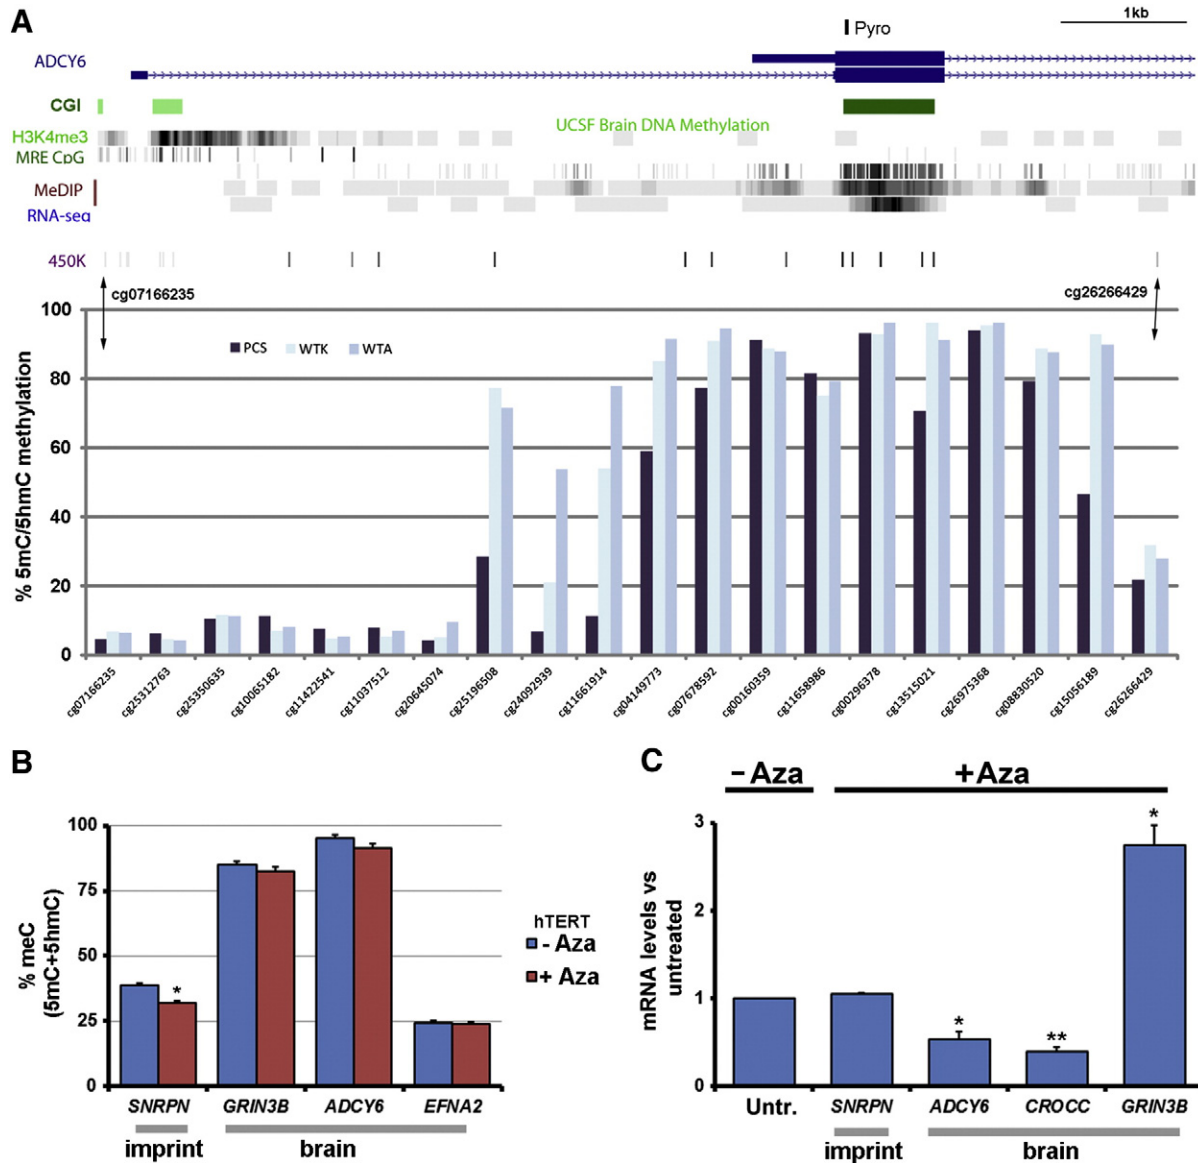 A
1kb
Pyro
ADCY6
CGI
H3K4me3
UCSF Brain DNA Methylation
MRE CpG
MeDIP
RNA-seq
450K
cg07166235
cg26266429
% 5mC/5hmC methylation
100
80
60
40
20
0
PCS WTK WTA
cg07166235
cg25312763
cg25350635
cg10065182
cg11422541
cg11037512
cg20645074
cg25196508
cg24092939
cg11661914
cg04149773
cg07678592
cg00160359
cg11658986
cg00296378
cg13515021
cg26975368
cg08830520
cg15056189
cg26266429
B
% meC
(5mC+5hmC)
100
75
50
25
0
*
hTERT
- Aza
+ Aza
SNRPN GRIN3B ADCY6 EFNA2
imprint brain
C
- Aza +Aza
mRNA levels vs
untreated
3
2
1
0
* ** *
Untr. SNRPN ADCY6 CROCC GRIN3B
imprint brain